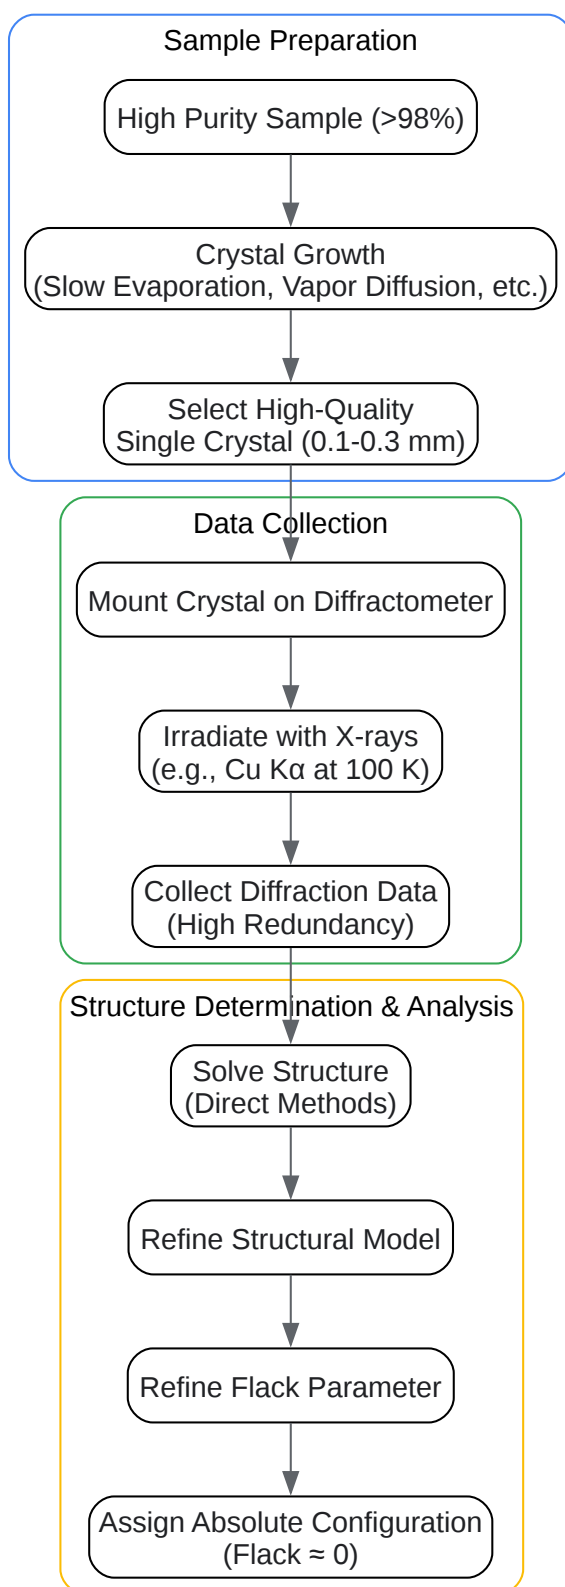 Sample Preparation
High Purity Sample (>98%)
Crystal Growth
(Slow Evaporation, Vapor Diffusion, etc.)
Select High-Quality
Single Crystal (0.1-0.3 mm)
Data Collection
Mount Crystal on Diffractometer
Irradiate with X-rays
(e.g., Cu Kα at 100 K)
Collect Diffraction Data
(High Redundancy)
Structure Determination & Analysis
Solve Structure
(Direct Methods)
Refine Structural Model
Refine Flack Parameter
Assign Absolute Configuration
(Flack ≈ 0)